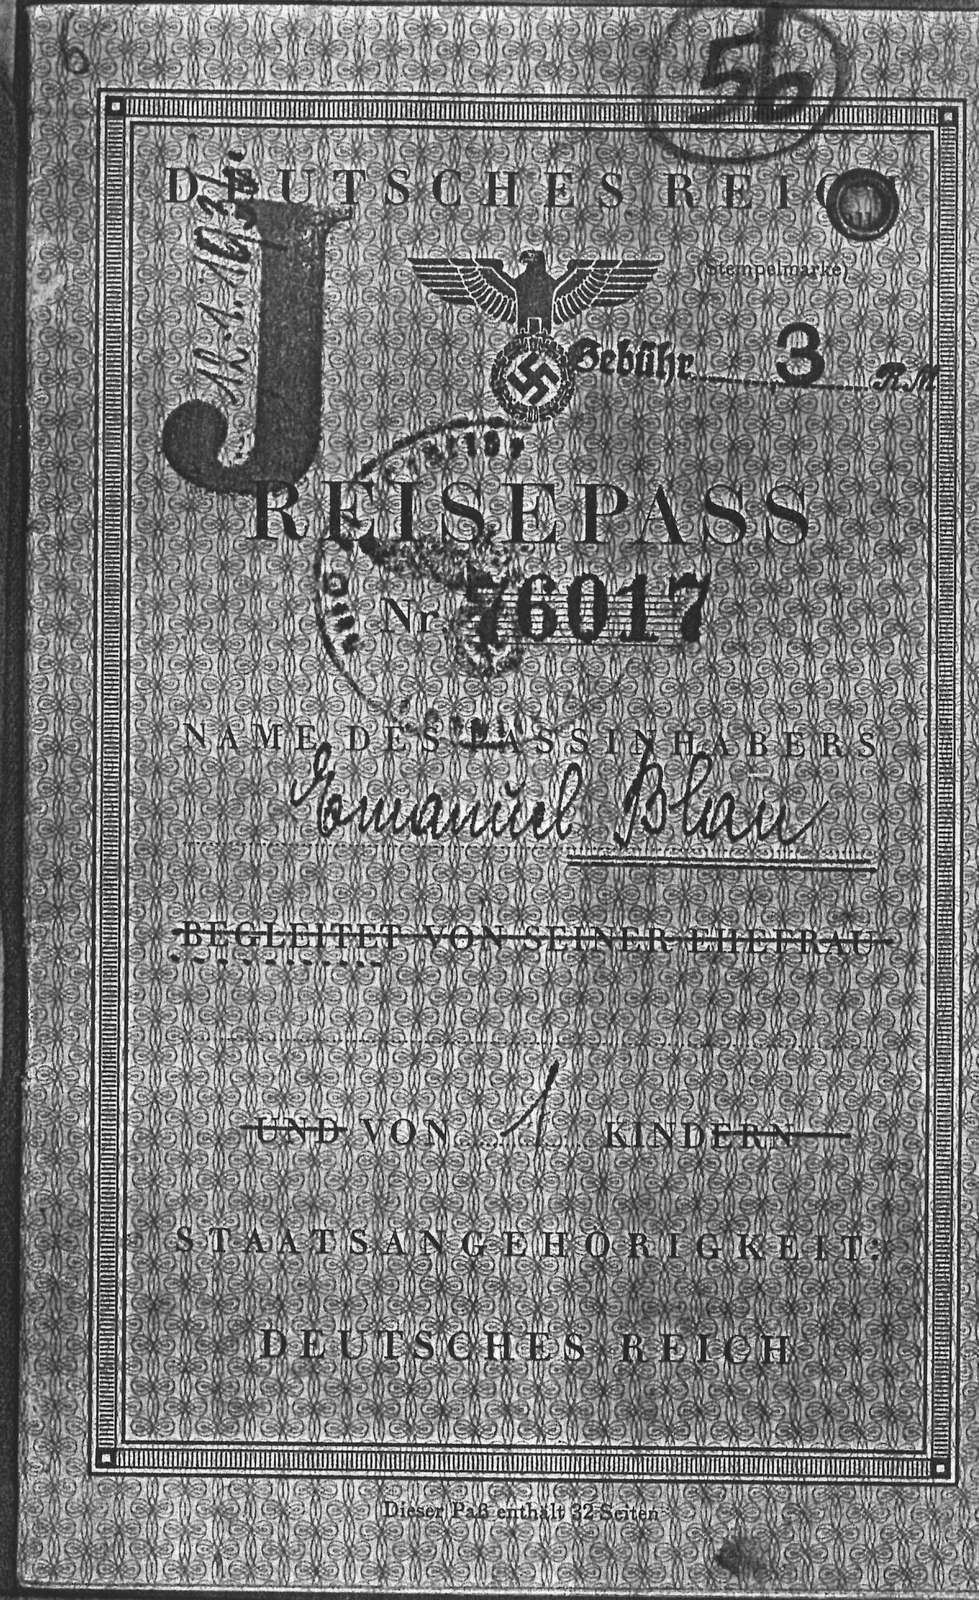 5b
DEUTSCHES REICH
J
(Stempelmarke)
Gebühr 3 RM
REISEPASS
Nr 76017
NAME DES PASSINHABERS
Emanuel Blau
BEGLEITET VON SEINER EHEFRAU
UND VON 1 KINDERN
STAATSANGEHÖRIGKEIT:
DEUTSCHES REICH
Dieser Paß enthält 32 Seiten